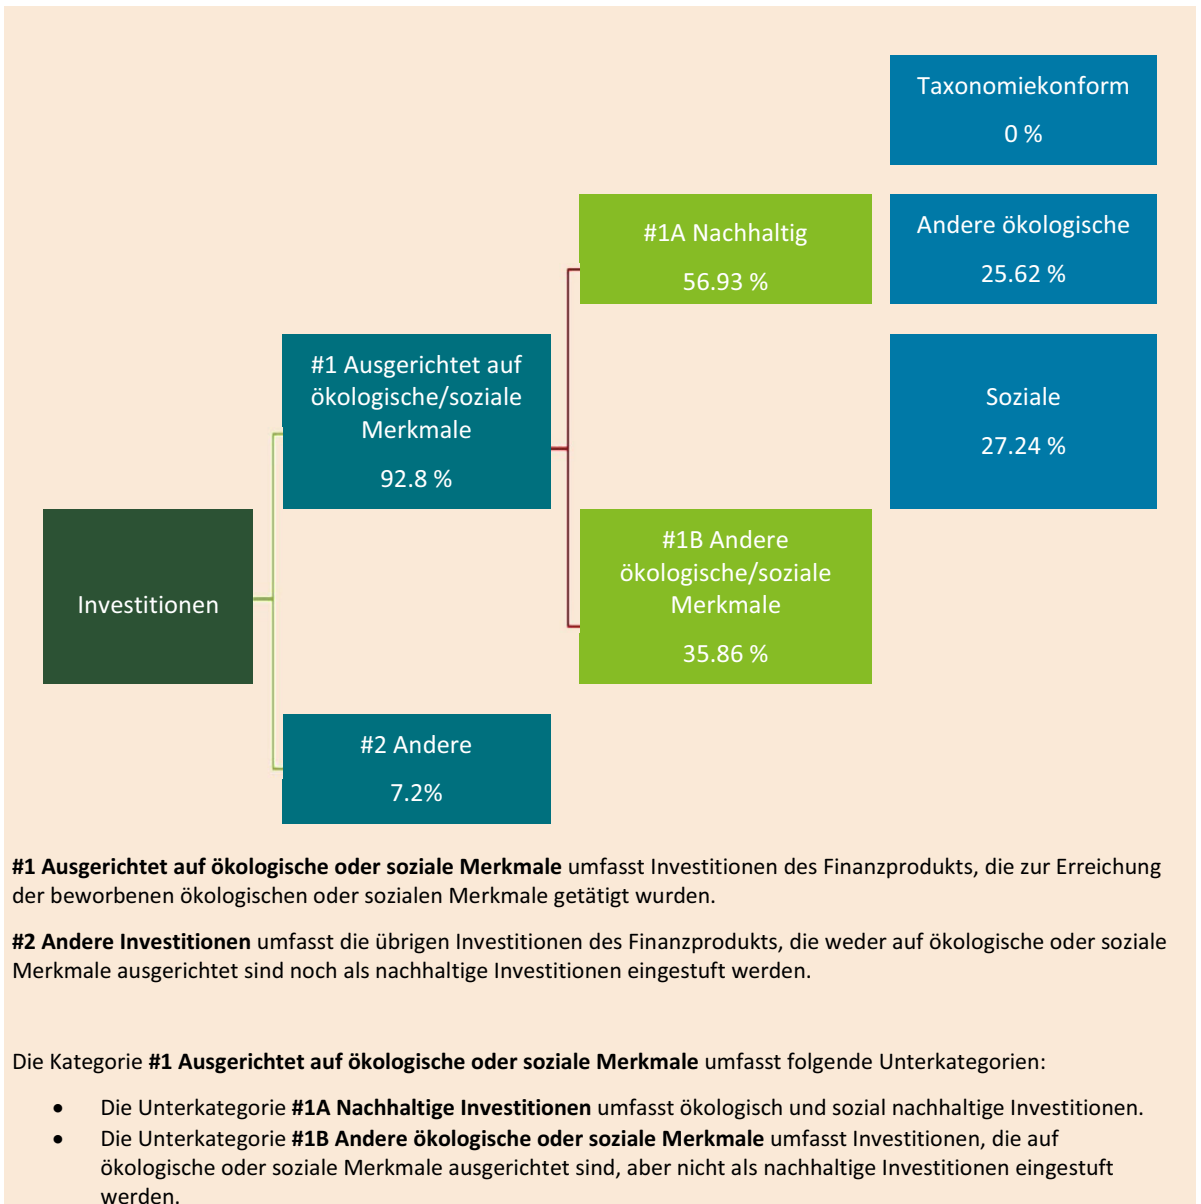 Taxonomiekonform
0 %
#1A Nachhaltig
56.93 %
Andere ökologische
25.62 %
#1 Ausgerichtet auf
ökologische/soziale
Merkmale
92.8 %
Soziale
27.24 %
Investitionen
#1B Andere
ökologische/soziale
Merkmale
35.86 %
#2 Andere
7.2%
#1 Ausgerichtet auf ökologische oder soziale Merkmale umfasst Investitionen des Finanzprodukts, die zur Erreichung
der beworbenen ökologischen oder sozialen Merkmale getätigt wurden.
#2 Andere Investitionen umfasst die übrigen Investitionen des Finanzprodukts, die weder auf ökologische oder soziale
Merkmale ausgerichtet sind noch als nachhaltige Investitionen eingestuft werden.
Die Kategorie #1 Ausgerichtet auf ökologische oder soziale Merkmale umfasst folgende Unterkategorien:
• Die Unterkategorie #1A Nachhaltige Investitionen umfasst ökologisch und sozial nachhaltige Investitionen.
• Die Unterkategorie #1B Andere ökologische oder soziale Merkmale umfasst Investitionen, die auf
ökologische oder soziale Merkmale ausgerichtet sind, aber nicht als nachhaltige Investitionen eingestuft
werden.